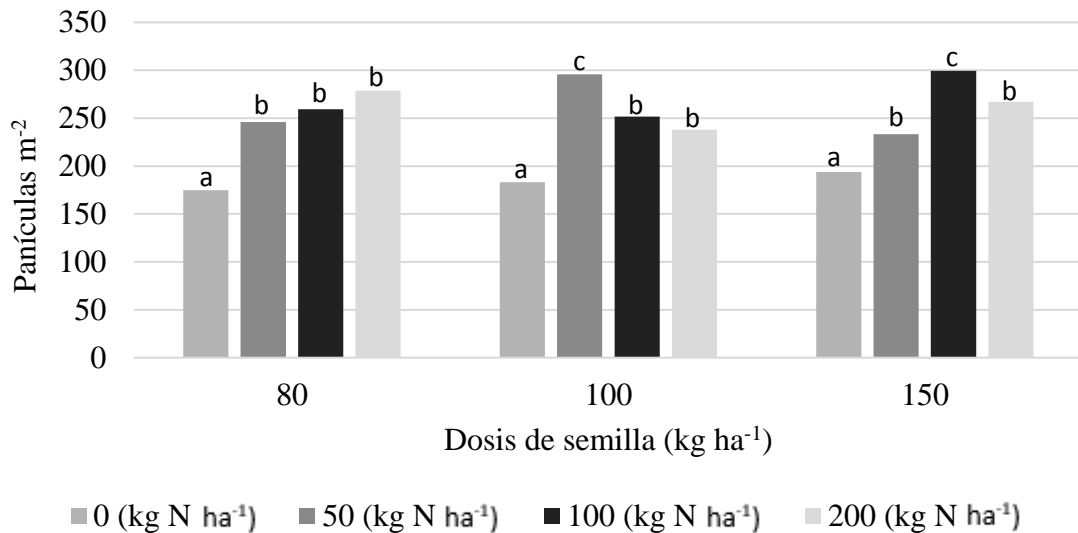 350
300
250
200
150
100
50
0
Panículas m⁻²
a b b b
a c b b
a b c b
80 100 150
Dosis de semilla (kg ha⁻¹)
0 (kg N ha⁻¹) 50 (kg N ha⁻¹) 100 (kg N ha⁻¹) 200 (kg N ha⁻¹)